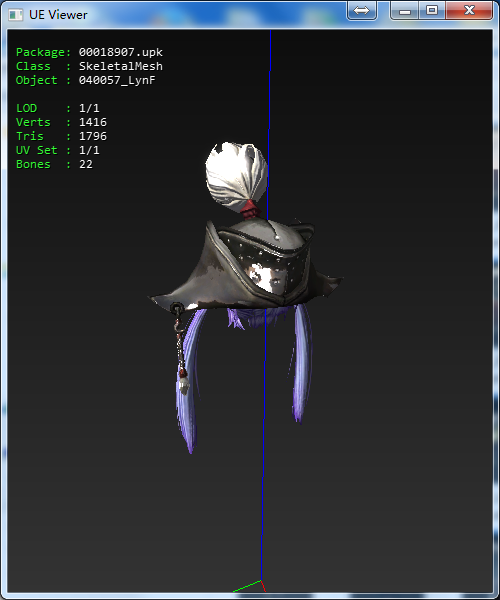 UE Viewer
Package: 00018907.upk
Class : SkeletalMesh
Object : 040057_LynF
LOD : 1/1
Verts : 1416
Tris : 1796
UV Set : 1/1
Bones : 22